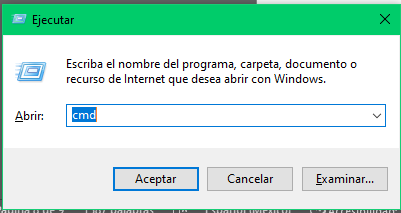 Ejecutar
Escriba el nombre del programa, carpeta, documento o
recurso de Internet que desea abrir con Windows.
Abrir: cmd
Aceptar Cancelar Examinar...